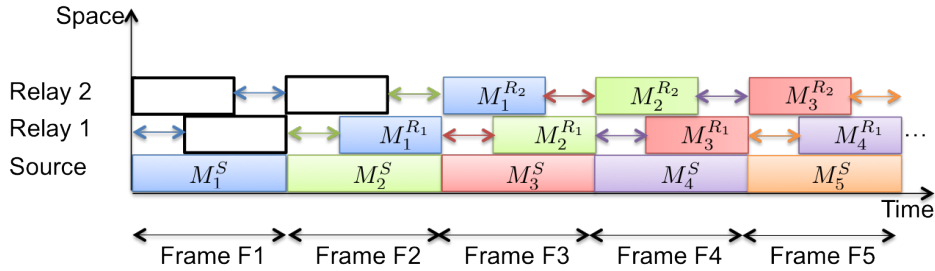 Space
Relay 2 M_1^{R_2} M_2^{R_2} M_3^{R_2}
Relay 1 M_1^{R_1} M_2^{R_1} M_3^{R_1} M_4^{R_1} ...
Source M_1^S M_2^S M_3^S M_4^S M_5^S
Time
Frame F1 Frame F2 Frame F3 Frame F4 Frame F5